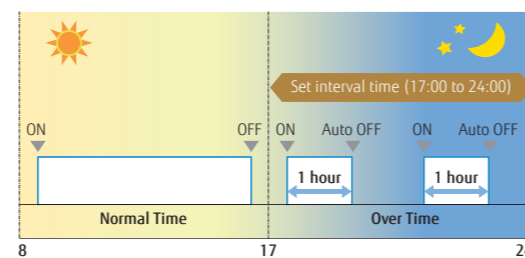 Set interval time (17:00 to 24:00)
ON OFF ON Auto OFF ON Auto OFF
1 hour 1 hour
Normal Time Over Time
8 17 2